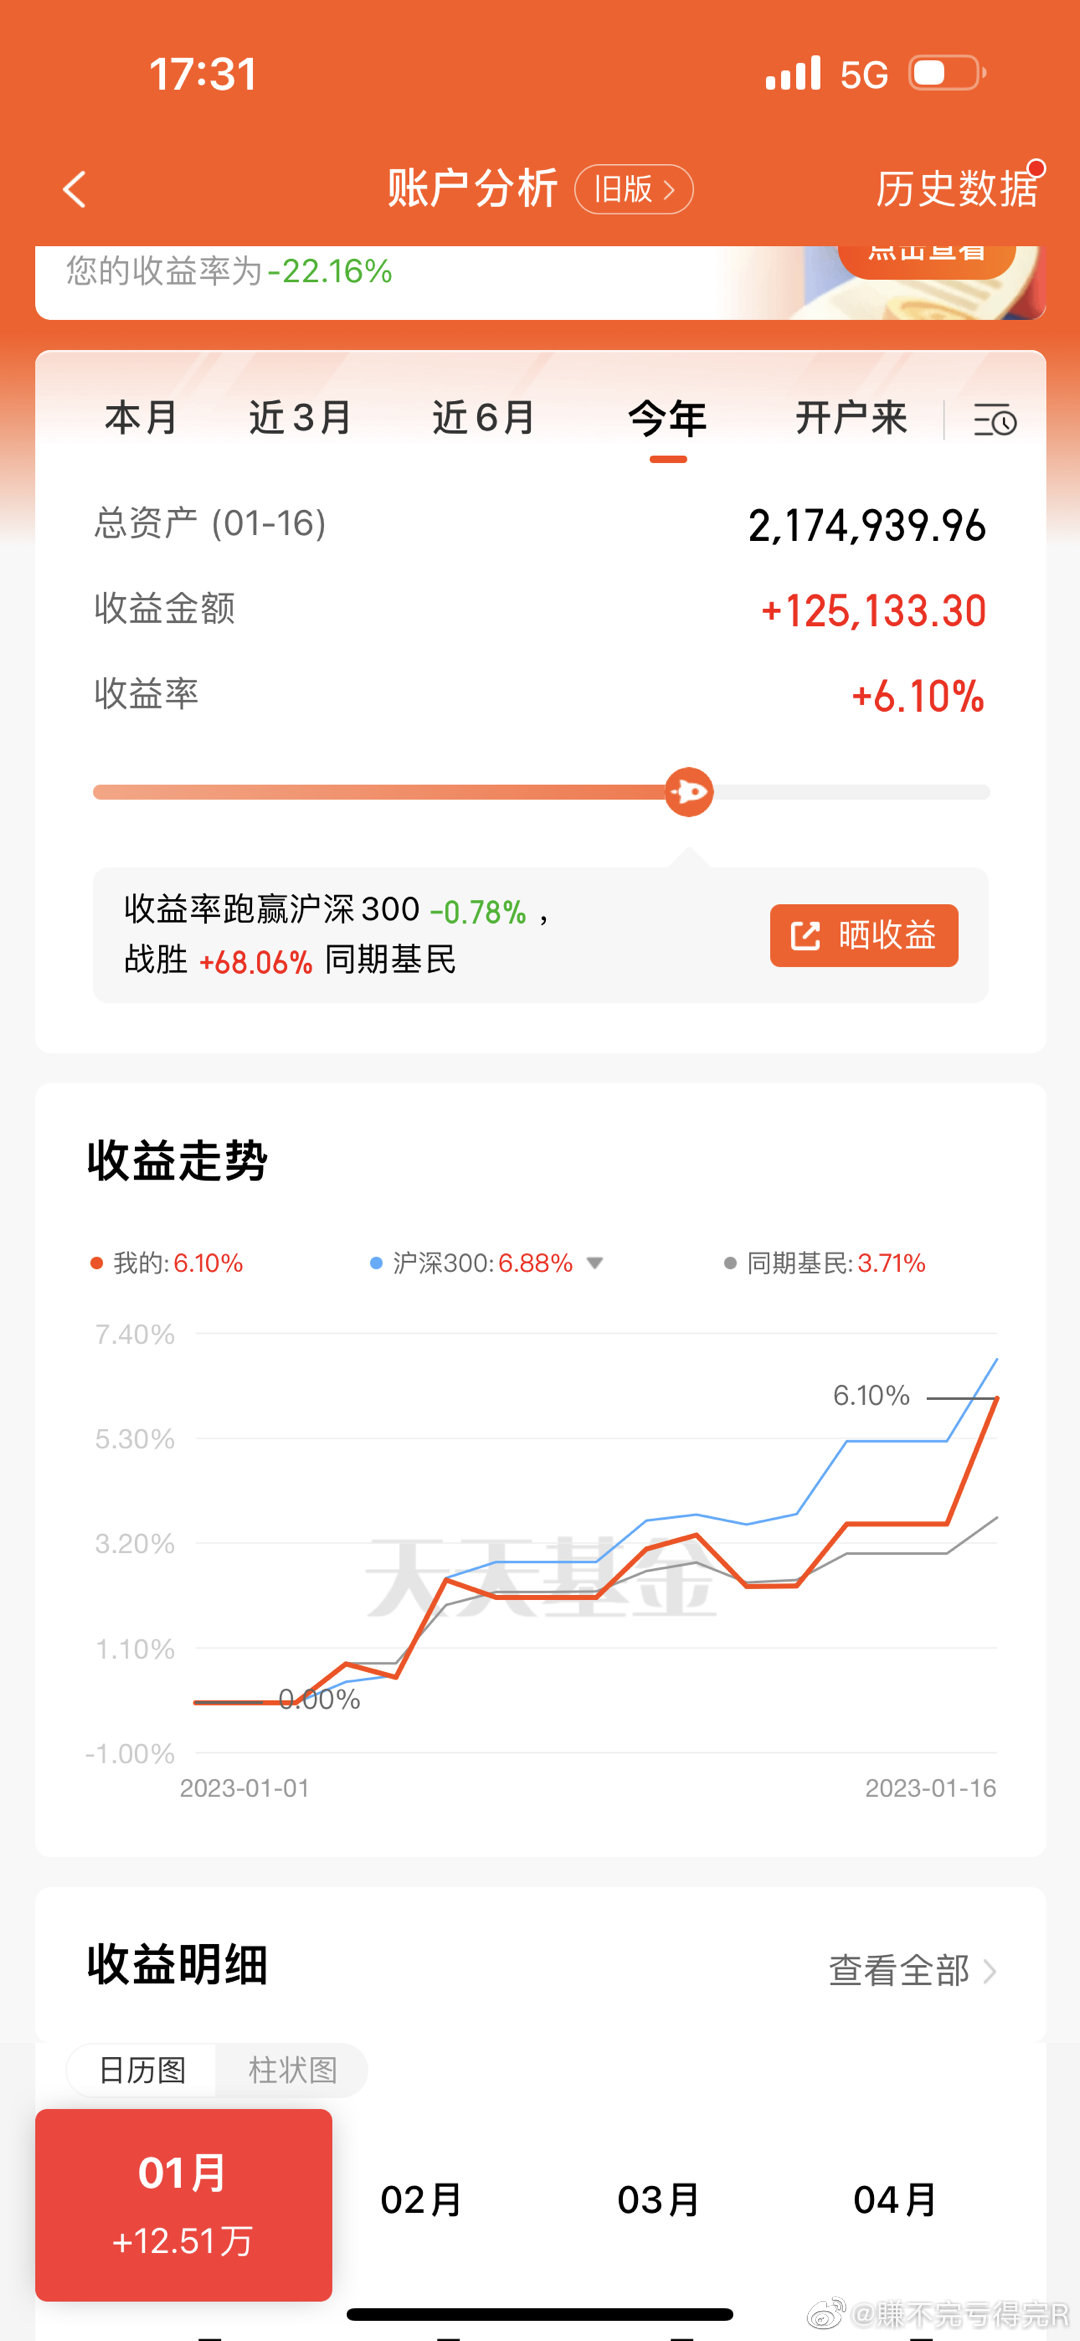 17:31
5G
账户分析 旧版 >
历史数据
您的收益率为-22.16%
点击查看
本月 近3月 近6月 今年 开户来
总资产 (01-16) 2,174,939.96
收益金额 +125,133.30
收益率 +6.10%
收益率跑赢沪深300 -0.78% ,
战胜 +68.06% 同期基民
晒收益
收益走势
我的:6.10% 沪深300:6.88% 同期基民:3.71%
7.40%
6.10%
5.30%
3.20%
天天基金
1.10%
0.00%
-1.00%
2023-01-01 2023-01-16
收益明细 查看全部 >
日历图 柱状图
01月
+12.51万
02月 03月 04月
@赚不完亏得完R